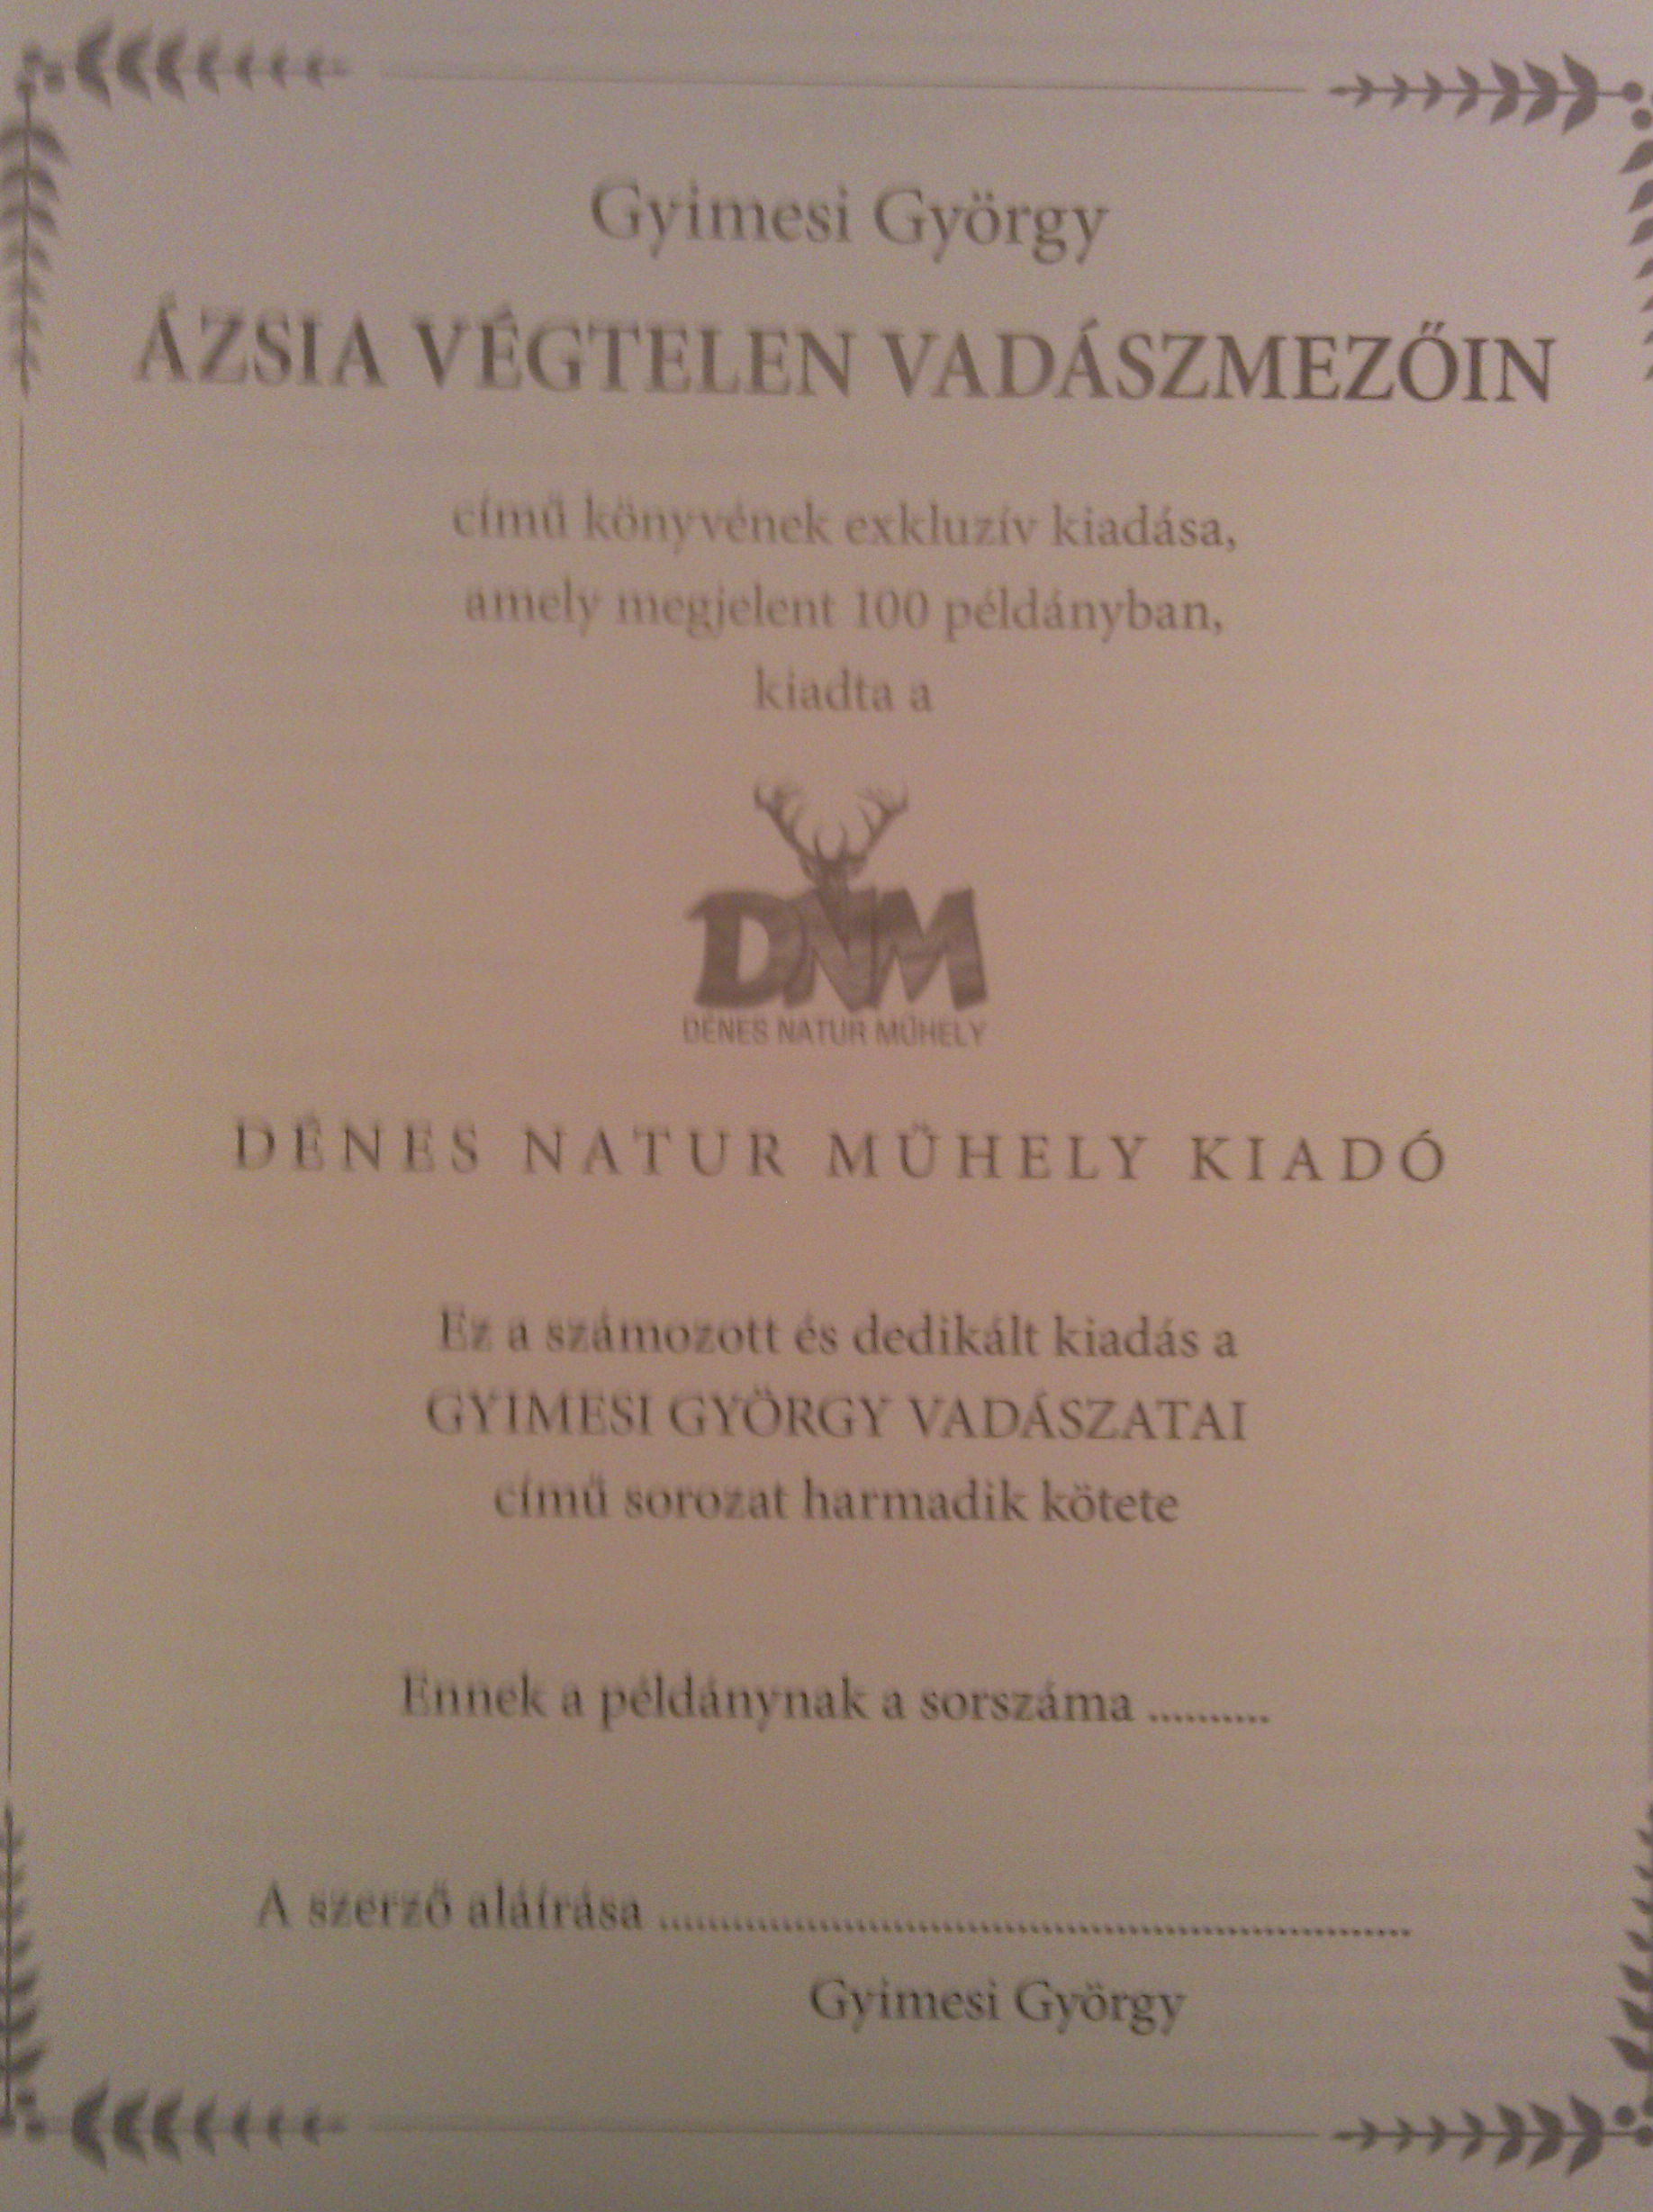 Gyimesi György
ÁZSIA VÉGTELEN VADÁSZMEZŐIN
című könyvének exkluzív kiadása,
amely megjelent 100 példányban,
kiadta a
DNM
DÉNES NATUR MŰHELY
DÉNES NATUR MŰHELY KIADÓ
Ez a számozott és dedikált kiadás a
GYIMESI GYÖRGY VADÁSZATAI
című sorozat harmadik kötete
Ennek a példánynak a sorszáma ...........
A szerző aláírása ......................................................................
Gyimesi György